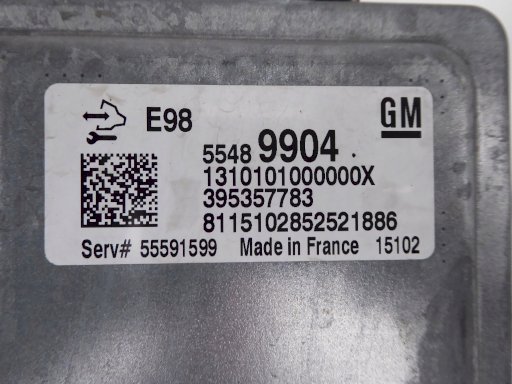 E98 GM
5548 9904
1310101000000X
395357783
8115102852521886
Serv# 55591599 Made in France 15102